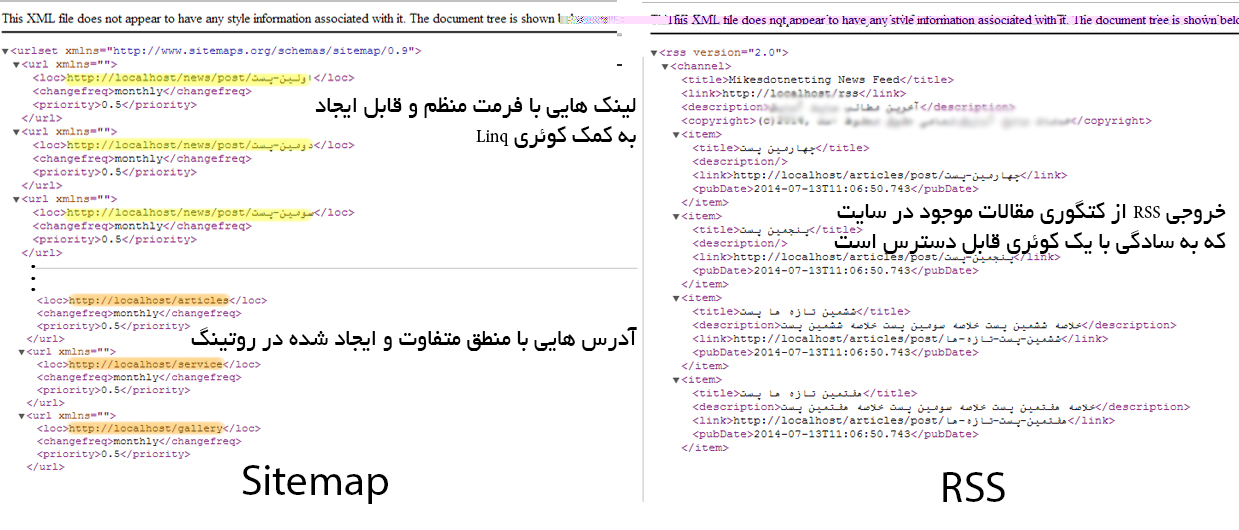 This XML file does not appear to have any style information associated with it. The document tree is shown
▼<urlset xmlns="http://www.sitemaps.org/schemas/sitemap/0.9">
▼<url xmlns="">
<loc>http://localhost/news/post/اولین-پست</loc>
<changefreq>monthly</changefreq>
<priority>0.5</priority>
</url>
▼<url xmlns="">
<loc>http://localhost/news/post/دومین-پست</loc>
<changefreq>monthly</changefreq>
<priority>0.5</priority>
</url>
▼<url xmlns="">
<loc>http://localhost/news/post/سومین-پست</loc>
<changefreq>monthly</changefreq>
<priority>0.5</priority>
</url>
لینک هایی با فرمت منظم و قابل ایجاد
به کمک کوئری Linq
<loc>http://localhost/articles</loc>
<changefreq>monthly</changefreq>
<priority>0.5</priority>
</url>
▼<url xmlns="">
<loc>http://localhost/service</loc>
<changefreq>monthly</changefreq>
<priority>0.5</priority>
</url>
▼<url xmlns="">
<loc>http://localhost/gallery</loc>
<changefreq>monthly</changefreq>
<priority>0.5</priority>
</url>
آدرس هایی با منطق متفاوت و ایجاد شده در روتینگ
Sitemap
This XML file does not appear to have any style information associated with it. The document tree is shown
▼<rss version="2.0">
▼<channel>
<title>Mikesdotnetting News Feed</title>
<link>http://localhost/rss</link>
<description>آخرین مطالب</description>
<copyright>(c)2014,</copyright>
▼<item>
<title>چهارمین پست</title>
<description/>
<link>http://localhost/articles/post/چهارمین-پست</link>
<pubDate>2014-07-13T11:06:50.743</pubDate>
</item>
▼<item>
<title>پنجمین پست</title>
<description/>
<link>http://localhost/articles/post/پنجمین-پست</link>
<pubDate>2014-07-13T11:06:50.743</pubDate>
</item>
خروجی RSS از کتگوری مقالات موجود در سایت
که به سادگی با یک کوئری قابل دسترس است
▼<item>
<title>ششمین تازه ها پست</title>
<description>خلاصه ششمین پست خلاصه سومین پست خلاصه ششمین پست</description>
<link>http://localhost/articles/post/ششمین-پست-تازه-ها</link>
<pubDate>2014-07-13T11:06:50.743</pubDate>
</item>
▼<item>
<title>هفتمین تازه ها پست</title>
<description>خلاصه هفتمین پست خلاصه سومین پست خلاصه هفتمین پست</description>
<link>http://localhost/articles/post/هفتمین-پست-تازه-ها</link>
<pubDate>2014-07-13T11:06:50.743</pubDate>
</item>
RSS